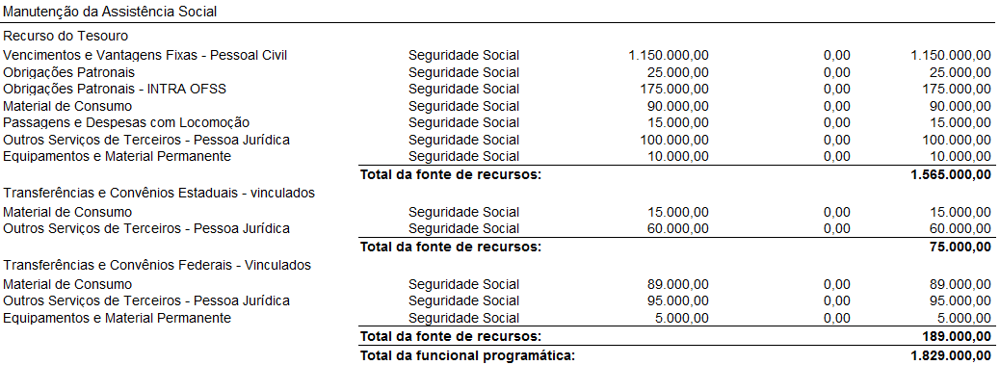 Manutenção da Assistência Social
Recurso do Tesouro
Vencimentos e Vantagens Fixas - Pessoal Civil Seguridade Social 1.150.000,00 0,00 1.150.000,00
Obrigações Patronais Seguridade Social 25.000,00 0,00 25.000,00
Obrigações Patronais - INTRA OFSS Seguridade Social 175.000,00 0,00 175.000,00
Material de Consumo Seguridade Social 90.000,00 0,00 90.000,00
Passagens e Despesas com Locomoção Seguridade Social 15.000,00 0,00 15.000,00
Outros Serviços de Terceiros - Pessoa Jurídica Seguridade Social 100.000,00 0,00 100.000,00
Equipamentos e Material Permanente Seguridade Social 10.000,00 0,00 10.000,00
Total da fonte de recursos: 1.565.000,00
Transferências e Convênios Estaduais - vinculados
Material de Consumo Seguridade Social 15.000,00 0,00 15.000,00
Outros Serviços de Terceiros - Pessoa Jurídica Seguridade Social 60.000,00 0,00 60.000,00
Total da fonte de recursos: 75.000,00
Transferências e Convênios Federais - Vinculados
Material de Consumo Seguridade Social 89.000,00 0,00 89.000,00
Outros Serviços de Terceiros - Pessoa Jurídica Seguridade Social 95.000,00 0,00 95.000,00
Equipamentos e Material Permanente Seguridade Social 5.000,00 0,00 5.000,00
Total da fonte de recursos: 189.000,00
Total da funcional programática: 1.829.000,00